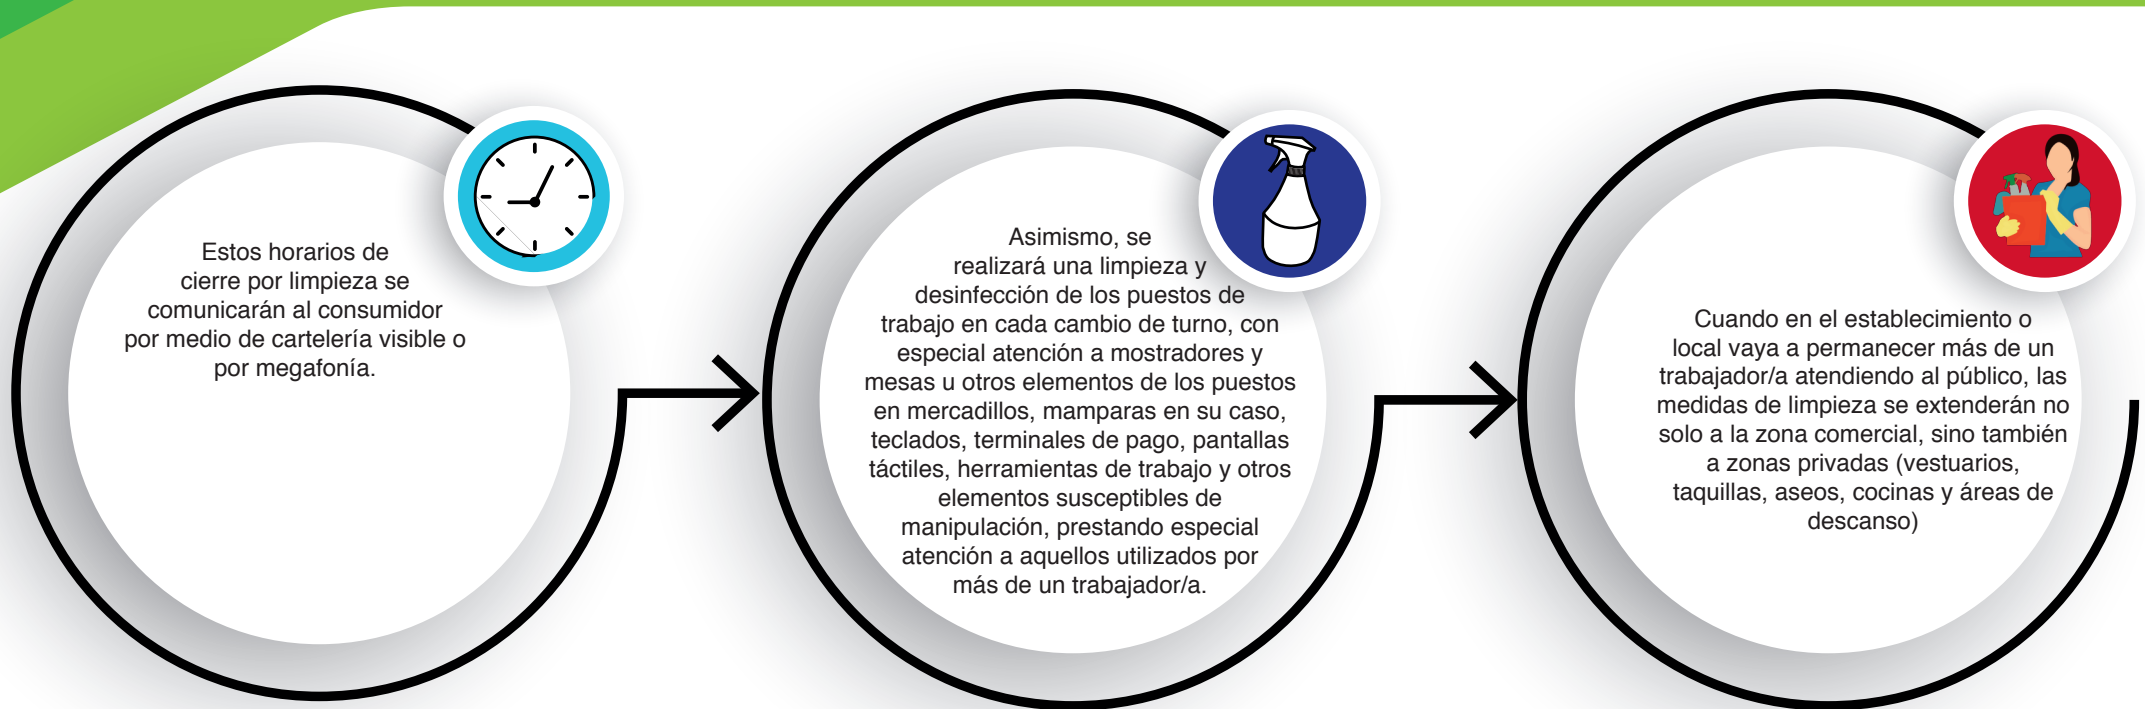 Estos horarios de
cierre por limpieza se
comunicarán al consumidor
por medio de cartelería visible o
por megafonía.
Asimismo, se
realizará una limpieza y
desinfección de los puestos de
trabajo en cada cambio de turno, con
especial atención a mostradores y
mesas u otros elementos de los puestos
en mercadillos, mamparas en su caso,
teclados, terminales de pago, pantallas
táctiles, herramientas de trabajo y otros
elementos susceptibles de
manipulación, prestando especial
atención a aquellos utilizados por
más de un trabajador/a.
Cuando en el establecimiento o
local vaya a permanecer más de un
trabajador/a atendiendo al público, las
medidas de limpieza se extenderán no
solo a la zona comercial, sino también
a zonas privadas (vestuarios,
taquillas, aseos, cocinas y áreas de
descanso)